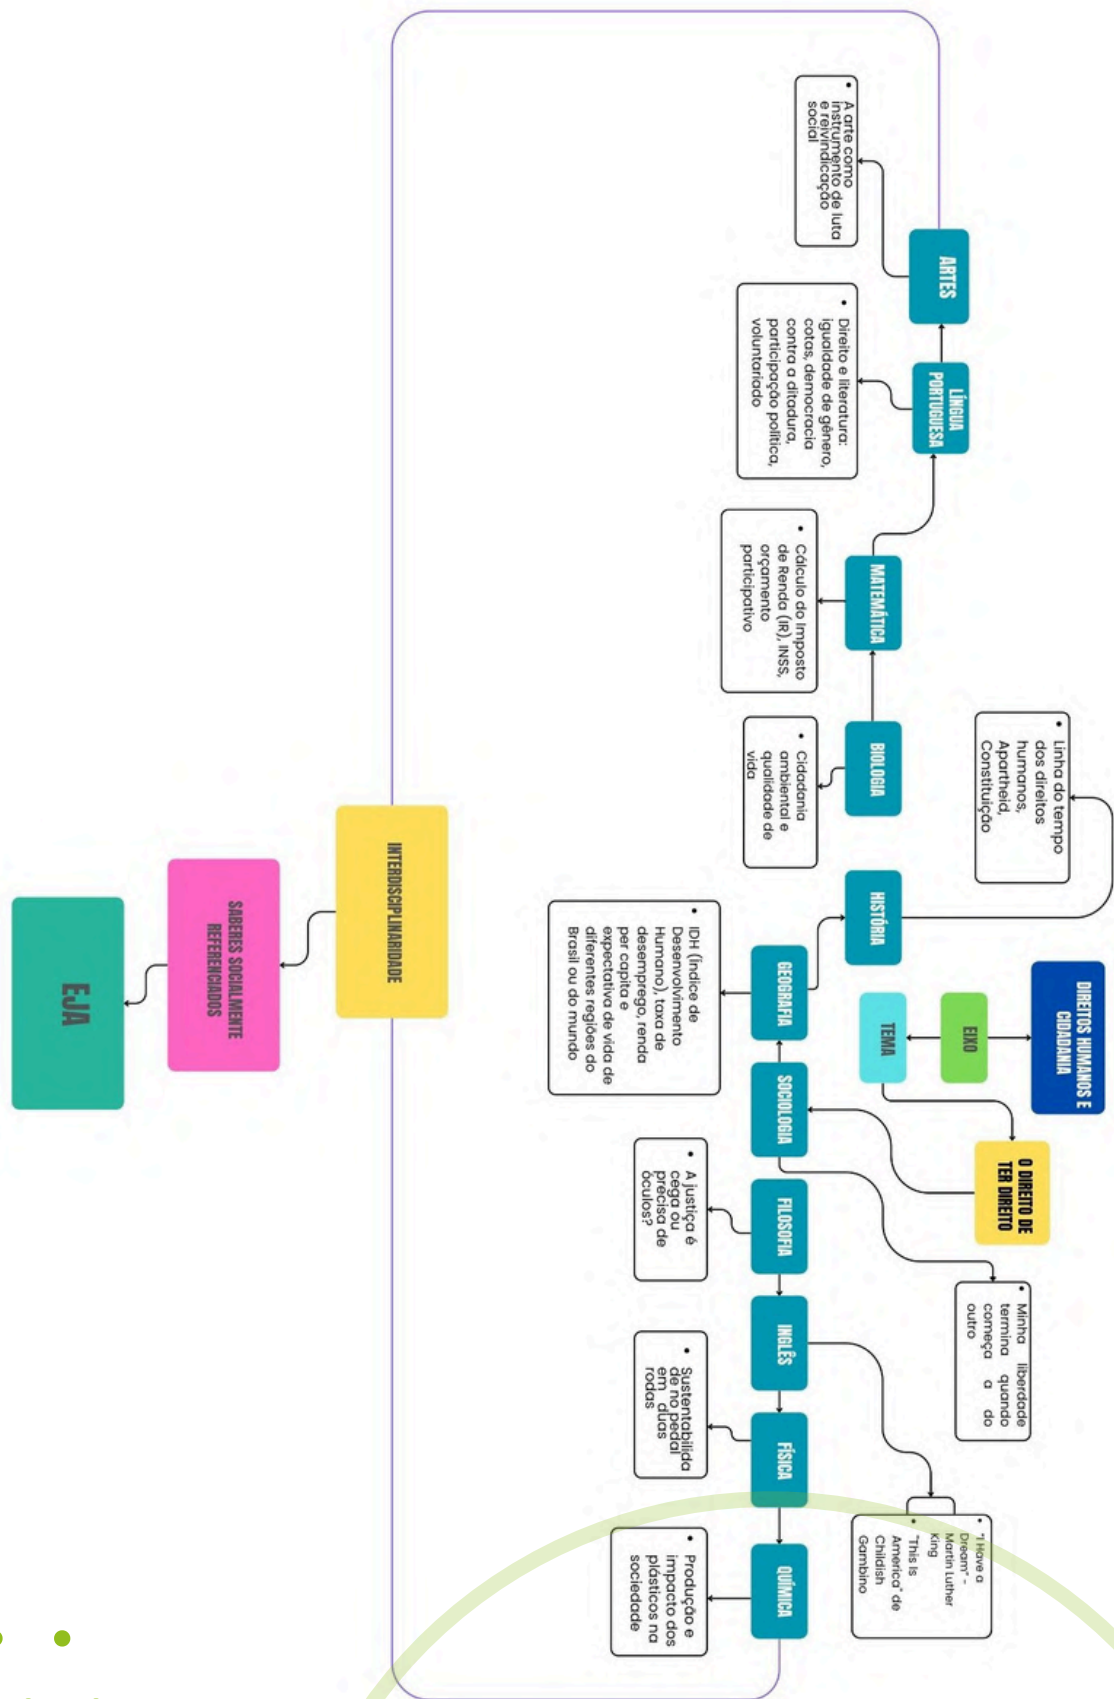 DIREITOS HUMANOS E
CIDADANIA
EIXO
TEMA
O DIREITO DE
TER DIREITO
• Linha do tempo
dos direitos
humanos,
Apartheid,
Constituição
• Minha liberdade
termina quando
começa a do
outro
• "I Have a
Dream" -
Martin Luther
King
• "This Is
America" de
Childish
Gambino
ARTES
• A arte como
instrumento de luta
e reivindicação
social
LÍNGUA
PORTUGUESA
• Direito e literatura:
igualdade de gênero,
cotas, democracia
contra a ditadura,
participação política,
voluntariado
MATEMÁTICA
• Cálculo do Imposto
de Renda (IR), INSS,
orçamento
participativo
BIOLOGIA
• Cidadania
ambiental e
qualidade de
vida
HISTÓRIA
GEOGRAFIA
• IDH (Índice de
Desenvolvimento
Humano), taxa de
desemprego, renda
per capita e
expectativa de vida de
diferentes regiões do
Brasil ou do mundo
SOCIOLOGIA
FILOSOFIA
• A justiça é
cega ou
precisa de
óculos?
INGLÊS
FÍSICA
• Sustentabilida
de no pedal
em duas
rodas
QUÍMICA
• Produção e
impacto dos
plásticos na
sociedade
INTERDISCIPLINARIDADE
SABERES SOCIALMENTE
REFERENCIADOS
EJA